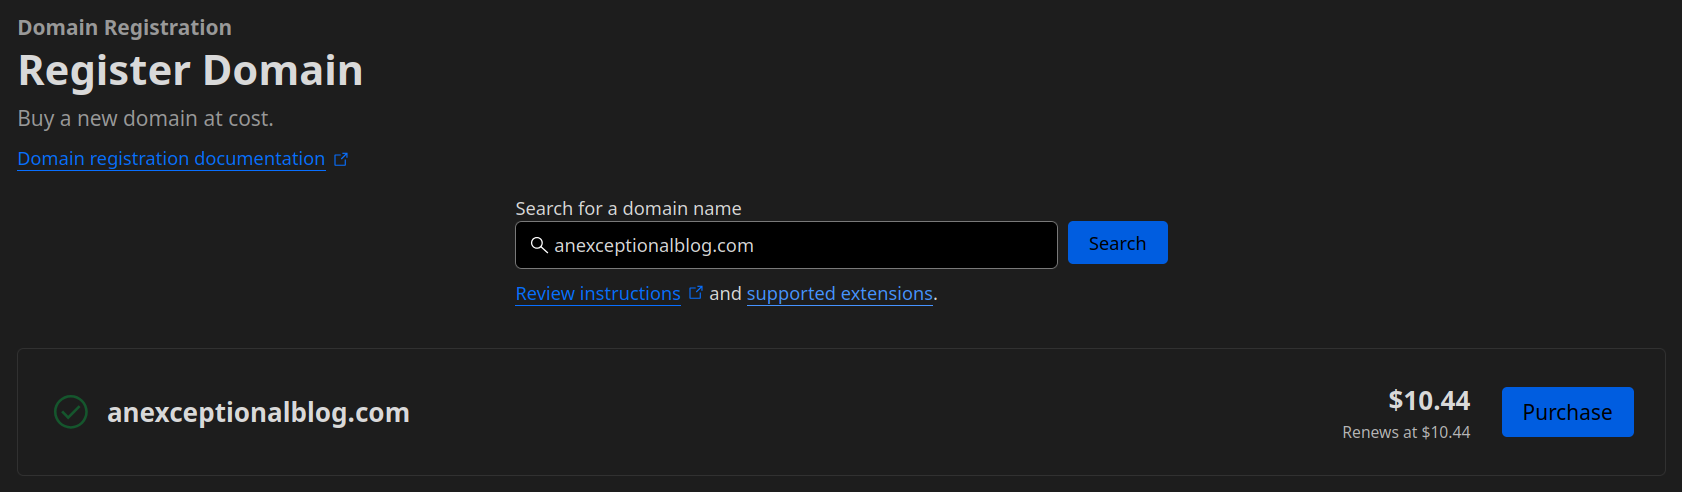 Domain Registration
Register Domain
Buy a new domain at cost.
Domain registration documentation
Search for a domain name
anexceptionalblog.com
Search
Review instructions and supported extensions.
anexceptionalblog.com
$10.44
Renews at $10.44
Purchase